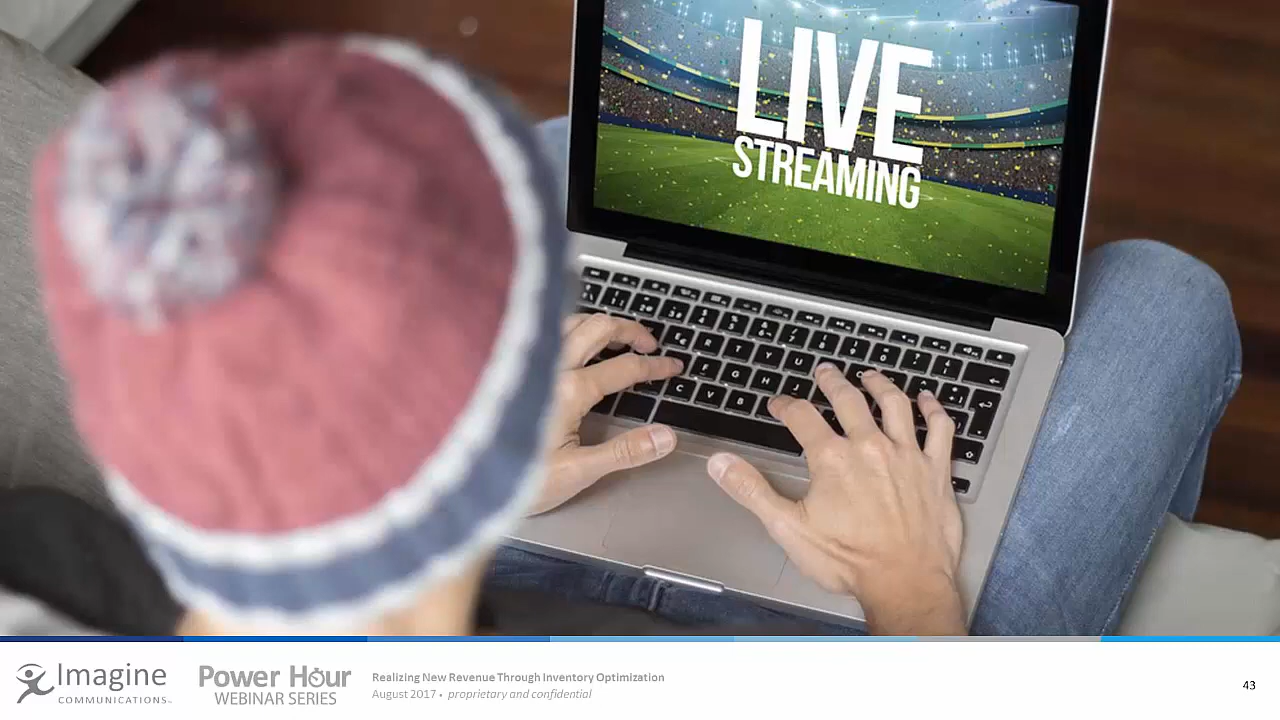 LIVE
STREAMING
Imagine
COMMUNICATIONS
Power Hour
WEBINAR SERIES
Realizing New Revenue Through Inventory Optimization
August 2017 • proprietary and confidential
43